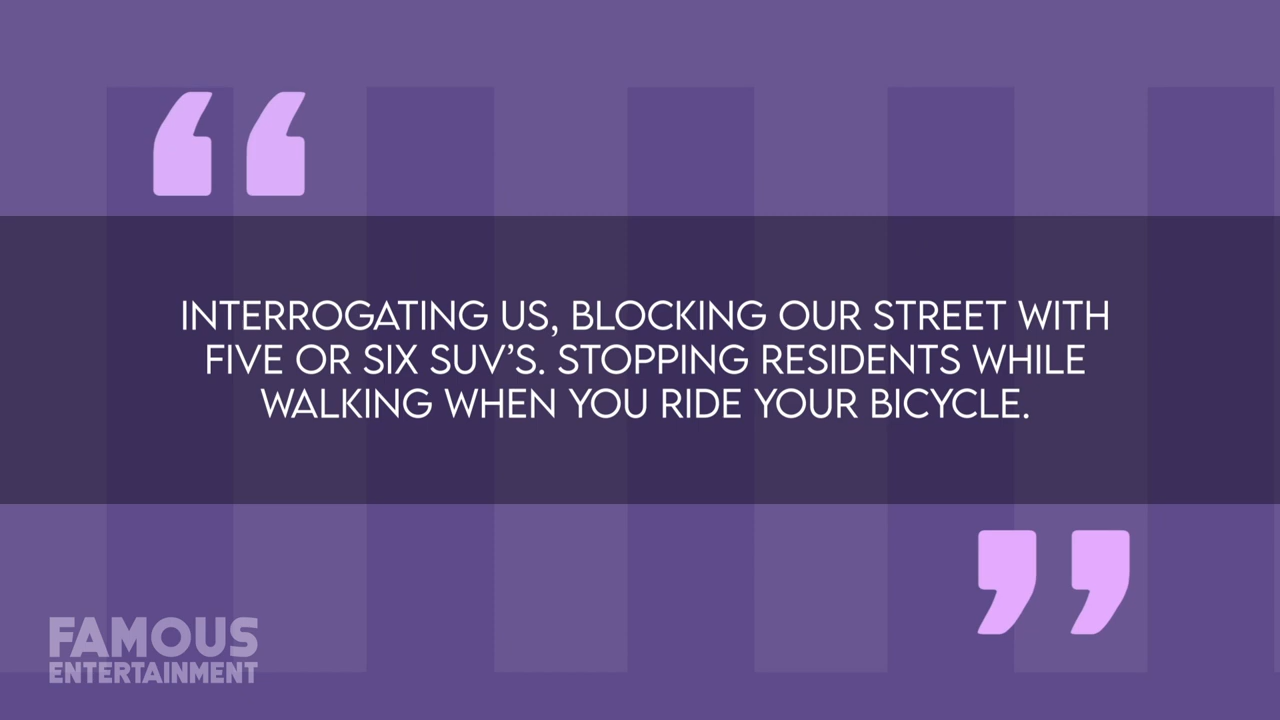 INTERROGATING US, BLOCKING OUR STREET WITH
FIVE OR SIX SUV’S. STOPPING RESIDENTS WHILE
WALKING WHEN YOU RIDE YOUR BICYCLE.
FAMOUS
ENTERTAINMENT